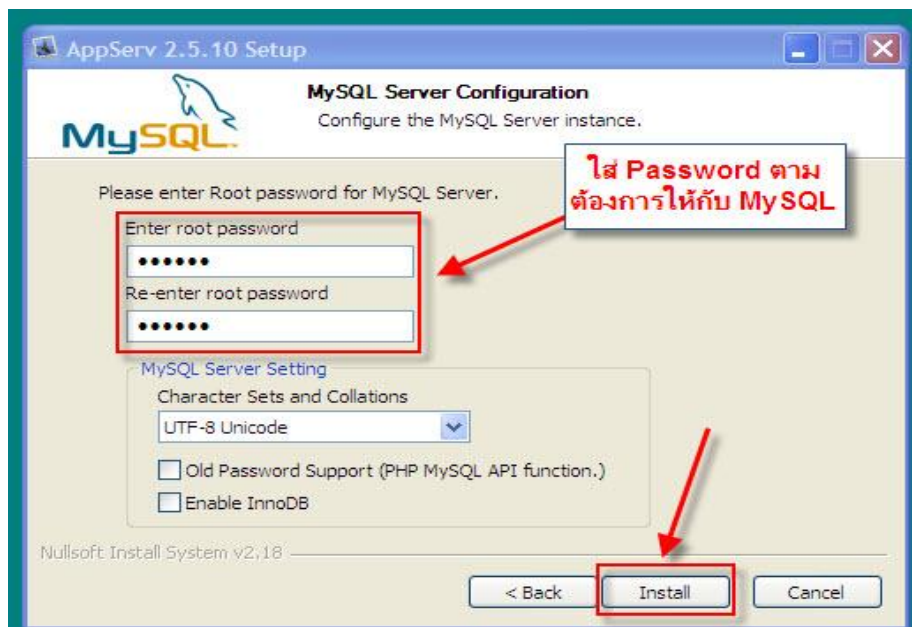 AppServ 2.5.10 Setup
MySQL
MySQL Server Configuration
Configure the MySQL Server instance.
ใส่ Password ตาม
ต้องการให้กับ MySQL
Please enter Root password for MySQL Server.
Enter root password
••••••
Re-enter root password
••••••
MySQL Server Setting
Character Sets and Collations
UTF-8 Unicode
Old Password Support (PHP MySQL API function.)
Enable InnoDB
Nullsoft Install System v2.18
< Back
Install
Cancel